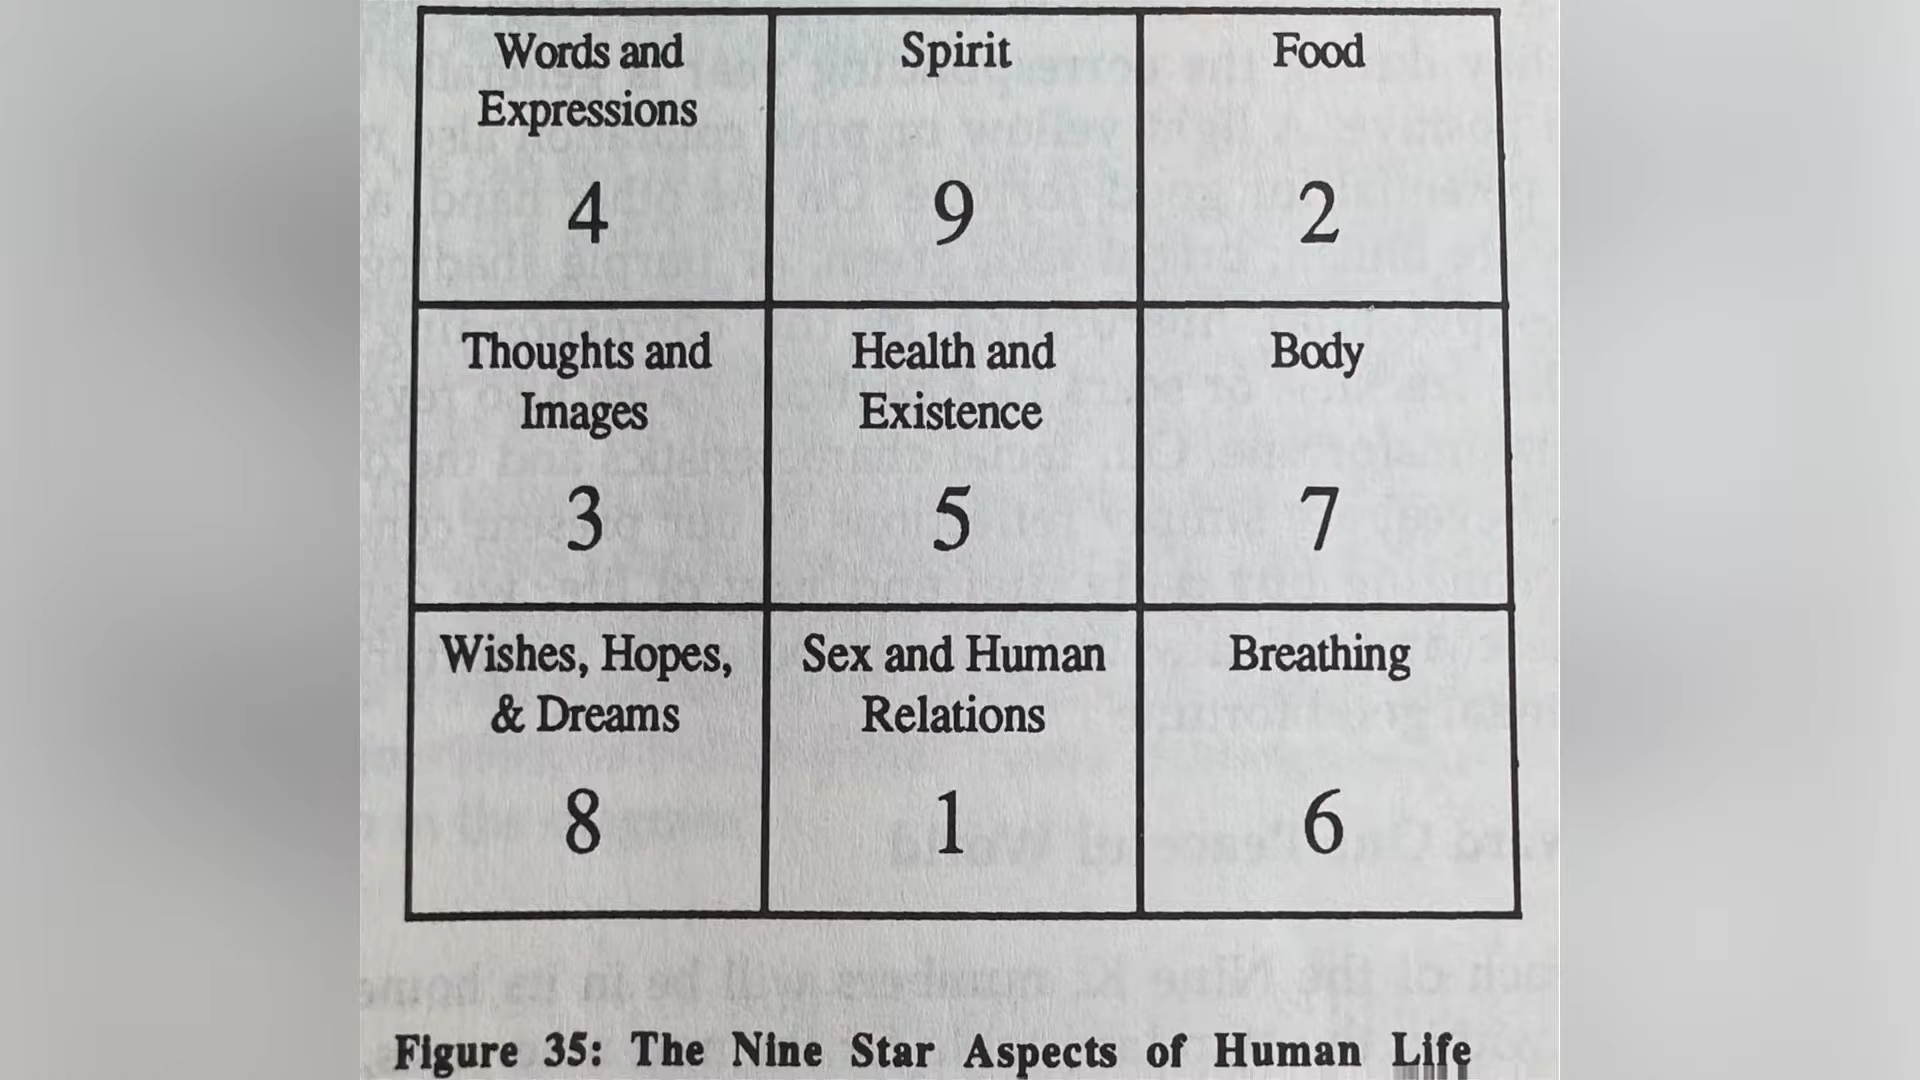 Words and
Expressions
4
Spirit
9
Food
2
Thoughts and
Images
3
Health and
Existence
5
Body
7
Wishes, Hopes,
& Dreams
8
Sex and Human
Relations
1
Breathing
6
Figure 35: The Nine Star Aspects of Human Life